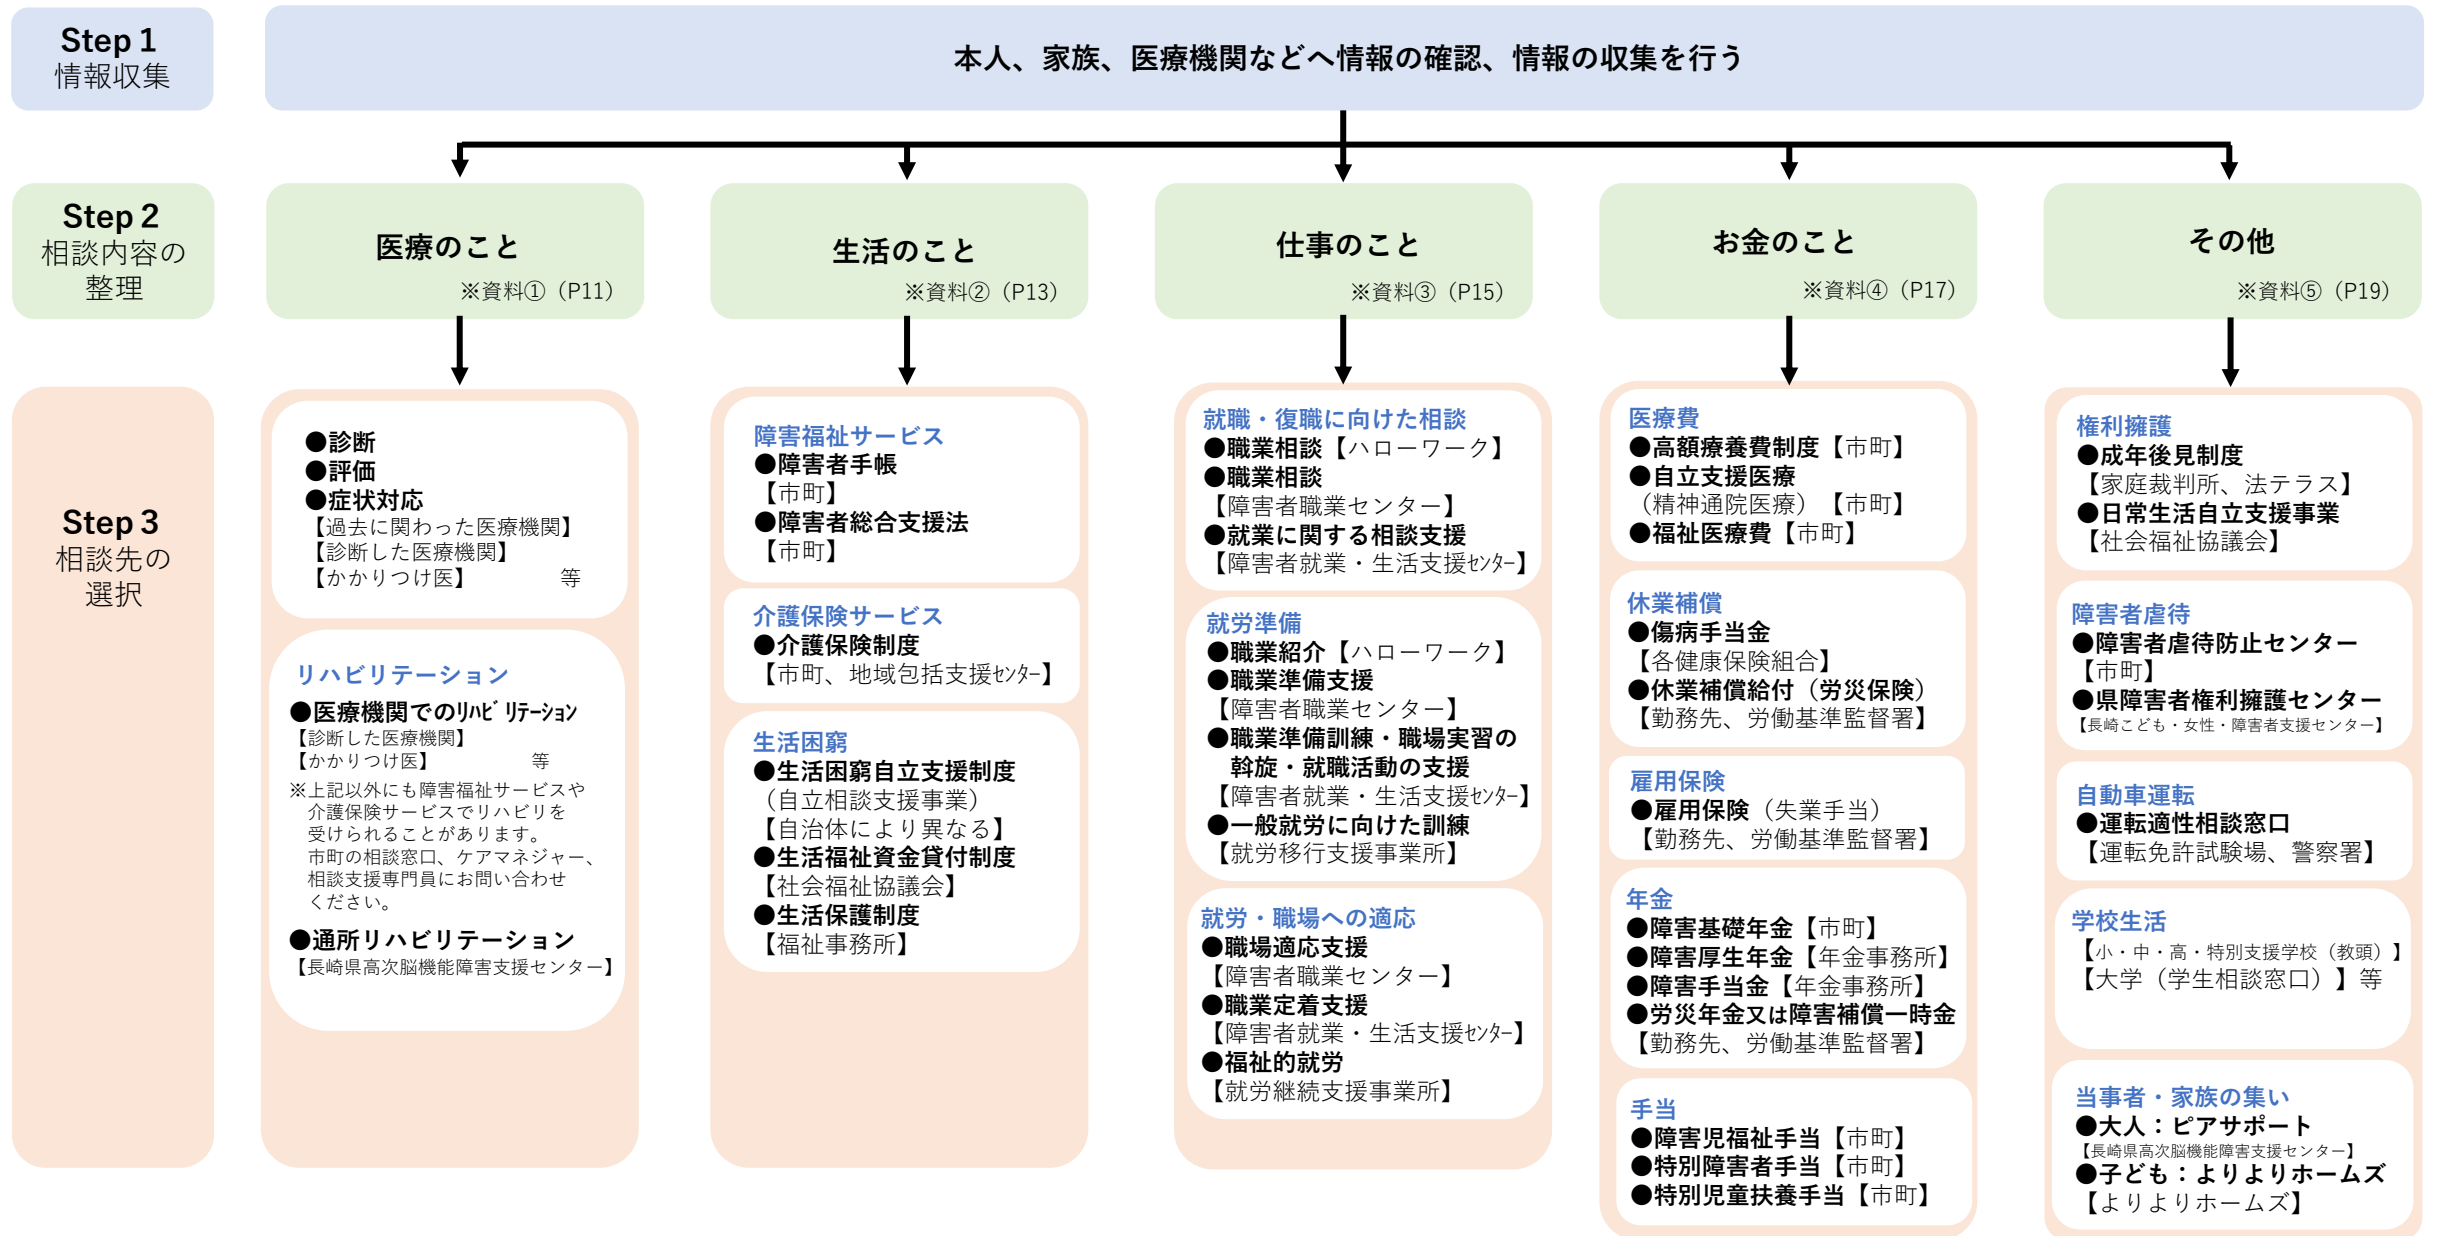 Step 1
情報収集
本人、家族、医療機関などへ情報の確認、情報の収集を行う
Step 2
相談内容の
整理
医療のこと
※資料①（P11）
生活のこと
※資料②（P13）
仕事のこと
※資料③（P15）
お金のこと
※資料④（P17）
その他
※資料⑤（P19）
Step 3
相談先の
選択
●診断
●評価
●症状対応
【過去に関わった医療機関】
【診断した医療機関】
【かかりつけ医】 等
リハビリテーション
●医療機関でのﾘﾊﾋﾞﾘﾃｰｼｮﾝ
【診断した医療機関】
【かかりつけ医】 等
※上記以外にも障害福祉サービスや
介護保険サービスでリハビリを
受けられることがあります。
市町の相談窓口、ケアマネジャー、
相談支援専門員にお問い合わせ
ください。
●通所リハビリテーション
【長崎県高次脳機能障害支援センター】
障害福祉サービス
●障害者手帳
【市町】
●障害者総合支援法
【市町】
介護保険サービス
●介護保険制度
【市町、地域包括支援ｾﾝﾀｰ】
生活困窮
●生活困窮自立支援制度
（自立相談支援事業）
【自治体により異なる】
●生活福祉資金貸付制度
【社会福祉協議会】
●生活保護制度
【福祉事務所】
就職・復職に向けた相談
●職業相談【ハローワーク】
●職業相談
【障害者職業センター】
●就業に関する相談支援
【障害者就業・生活支援ｾﾝﾀｰ】
就労準備
●職業紹介【ハローワーク】
●職業準備支援
【障害者職業センター】
●職業準備訓練・職場実習の
斡旋・就職活動の支援
【障害者就業・生活支援ｾﾝﾀｰ】
●一般就労に向けた訓練
【就労移行支援事業所】
就労・職場への適応
●職場適応支援
【障害者職業センター】
●職業定着支援
【障害者就業・生活支援ｾﾝﾀｰ】
●福祉的就労
【就労継続支援事業所】
医療費
●高額療養費制度【市町】
●自立支援医療
（精神通院医療）【市町】
●福祉医療費【市町】
休業補償
●傷病手当金
【各健康保険組合】
●休業補償給付（労災保険）
【勤務先、労働基準監督署】
雇用保険
●雇用保険（失業手当）
【勤務先、労働基準監督署】
年金
●障害基礎年金【市町】
●障害厚生年金【年金事務所】
●障害手当金【年金事務所】
●労災年金又は障害補償一時金
【勤務先、労働基準監督署】
手当
●障害児福祉手当【市町】
●特別障害者手当【市町】
●特別児童扶養手当【市町】
権利擁護
●成年後見制度
【家庭裁判所、法テラス】
●日常生活自立支援事業
【社会福祉協議会】
障害者虐待
●障害者虐待防止センター
【市町】
●県障害者権利擁護センター
【長崎こども・女性・障害者支援センター】
自動車運転
●運転適性相談窓口
【運転免許試験場、警察署】
学校生活
【小・中・高・特別支援学校（教頭）】
【大学（学生相談窓口）】等
当事者・家族の集い
●大人：ピアサポート
【長崎県高次脳機能障害支援センター】
●子ども：よりよりホームズ
【よりよりホームズ】